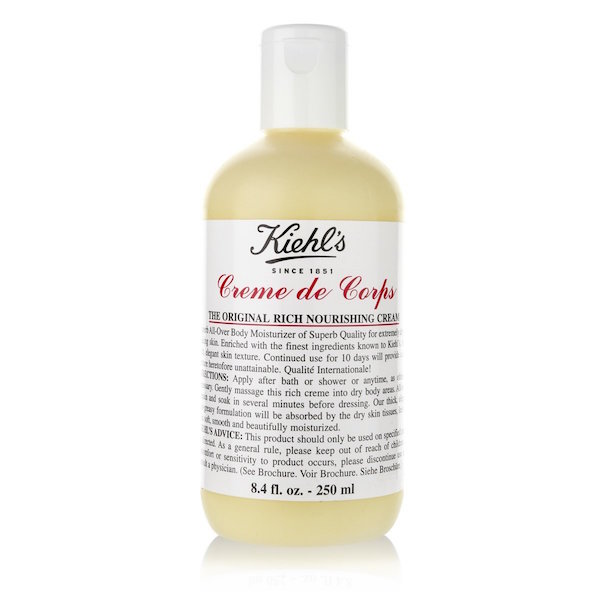 Kiehl's
SINCE 1851
Creme de Corps
THE ORIGINAL RICH NOURISHING CREAM
All-Over Body Moisturizer of Superb Quality for extremely
skin. Enriched with the finest ingredients known to Kiehl
elegant skin texture. Continued use for 10 days will
heretofore unattainable. Qualité Internationale!
Apply after bath or shower or anytime, as
Gently massage this rich creme into dry body areas.
and soak in several minutes before dressing. Our thick,
formulation will be absorbed by the dry skin tissues,
smooth and beautifully moisturized.
ADVICE: This product should only be used on
As a general rule, please keep out of reach of
or sensitivity to product occurs, please discontinue
a physician. (See Brochure. Voir Brochure. Siehe
8.4 fl. oz. - 250 ml